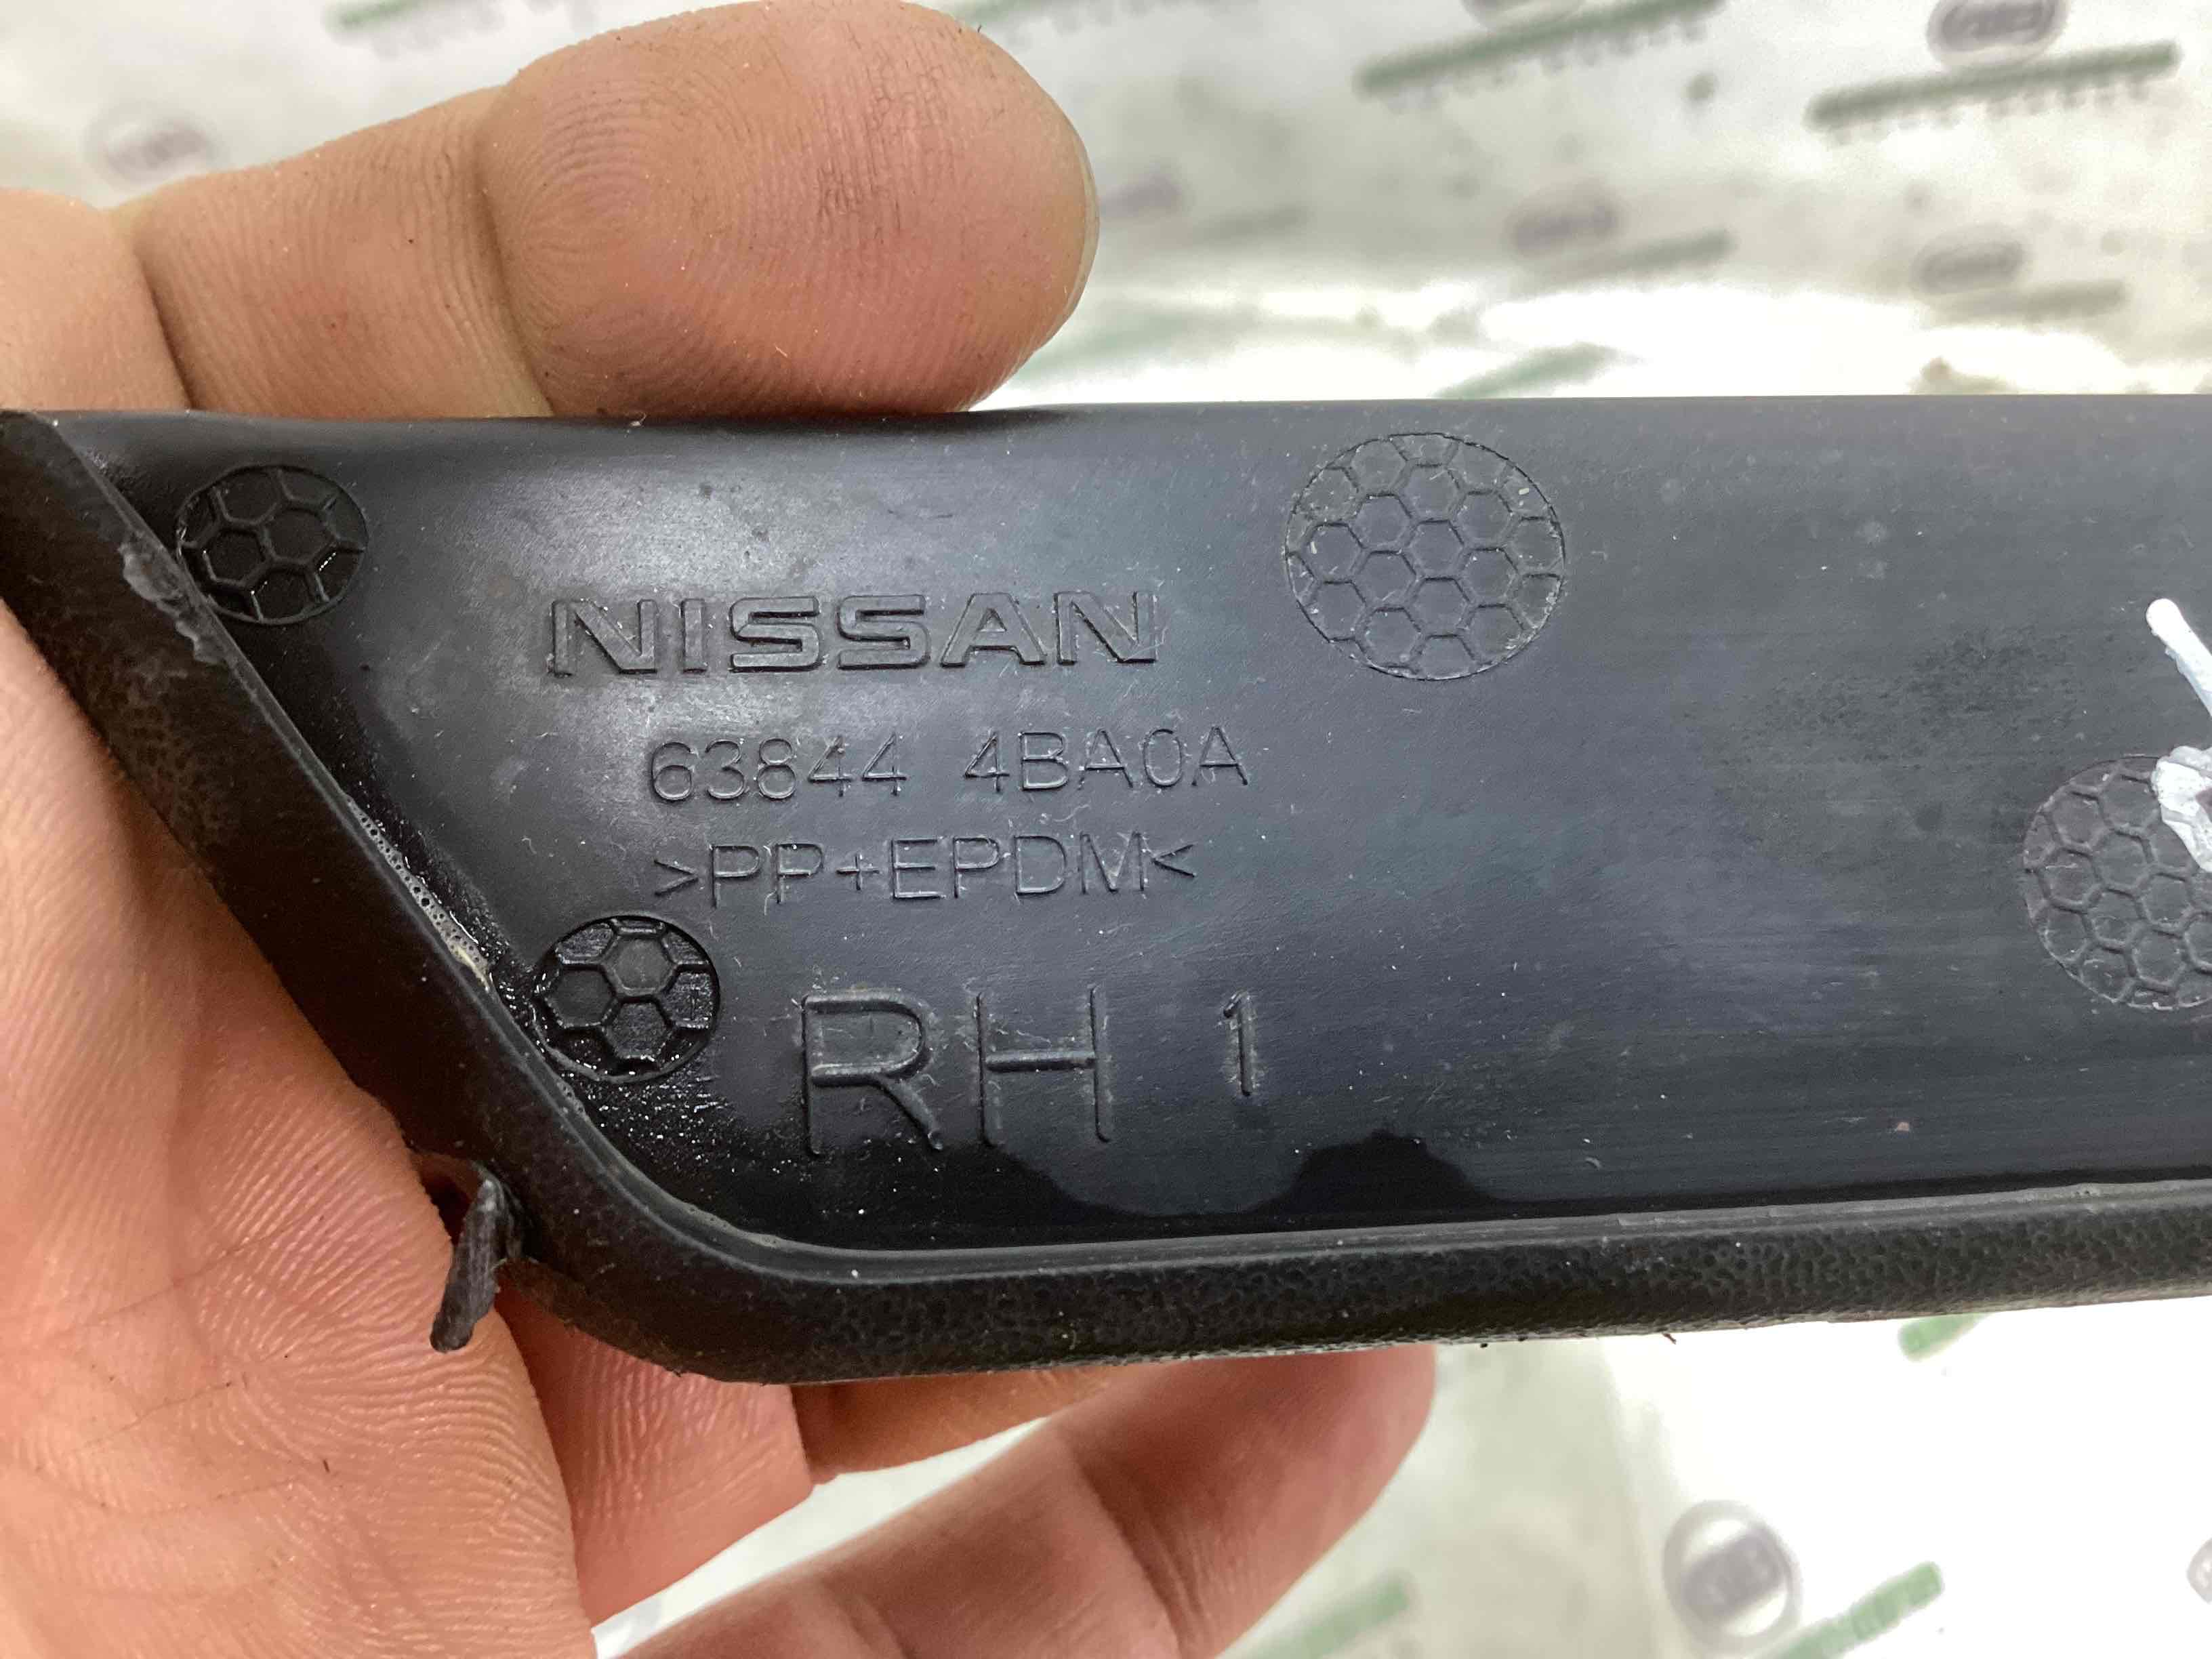 NISSAN
63844 4BA0A
>PP+EPDM<
RH 1